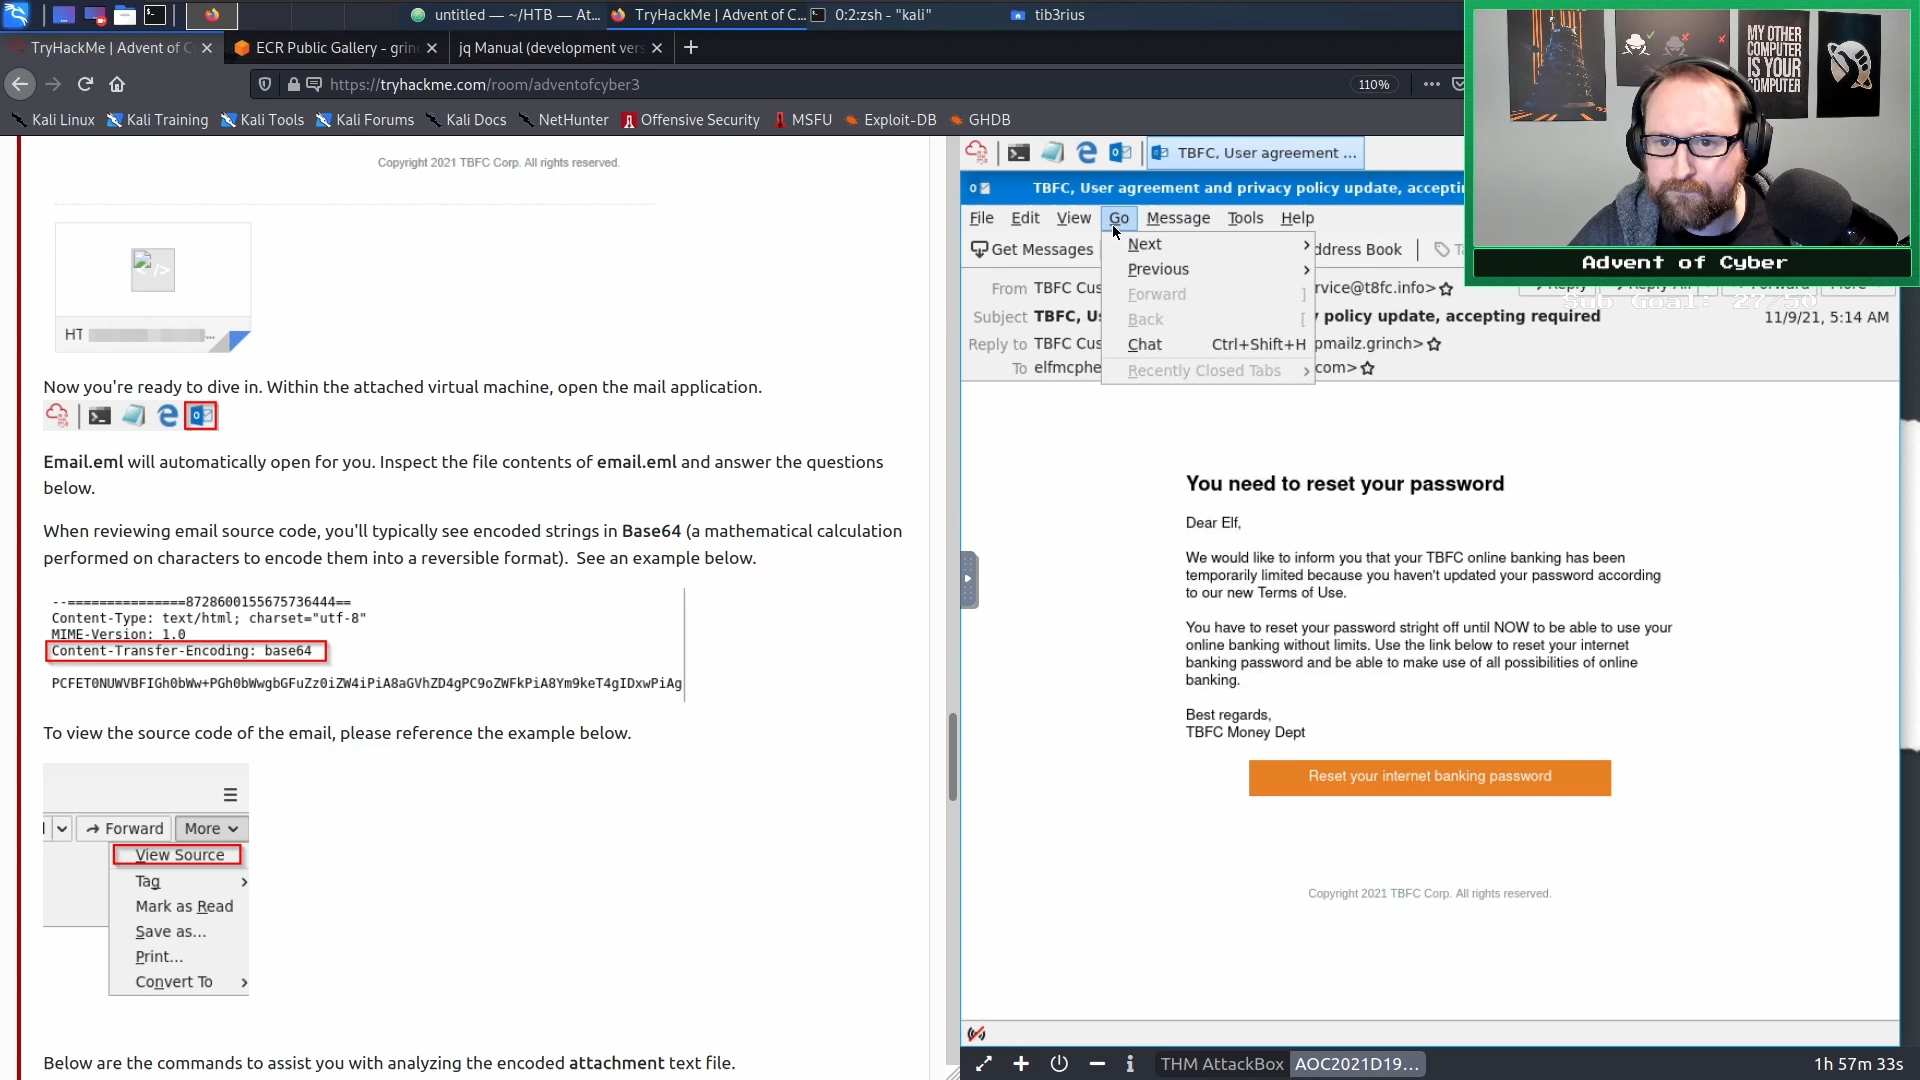 untitled — ~/HTB — At...
TryHackMe | Advent of C...
0:2:zsh - "kali"
tib3rius
TryHackMe | Advent of C
ECR Public Gallery - grin
jq Manual (development vers
https://tryhackme.com/room/adventofcyber3
110%
Kali Linux
Kali Training
Kali Tools
Kali Forums
Kali Docs
NetHunter
Offensive Security
MSFU
Exploit-DB
GHDB
Copyright 2021 TBFC Corp. All rights reserved.
HT
...
Now you're ready to dive in. Within the attached virtual machine, open the mail application.
Email.eml will automatically open for you. Inspect the file contents of email.eml and answer the questions
below.
When reviewing email source code, you'll typically see encoded strings in Base64 (a mathematical calculation
performed on characters to encode them into a reversible format).  See an example below.
--===============8728600155675736444==
Content-Type: text/html; charset="utf-8"
MIME-Version: 1.0
Content-Transfer-Encoding: base64
PCFET0NUWVBFIGh0bWw+PGh0bWwgbGFuZz0iZW4iPiA8aGVhZD4gPC9oZWFkPiA8Ym9keT4gIDxwPiAg
To view the source code of the email, please reference the example below.
Forward
More
View Source
Tag
Mark as Read
Save as...
Print...
Convert To
Below are the commands to assist you with analyzing the encoded attachment text file.
TBFC, User agreement ...
TBFC, User agreement and privacy policy update, accepti
File
Edit
View
Go
Message
Tools
Help
Get Messages
ddress Book
Next
Previous
Forward ]
Back [
Chat Ctrl+Shift+H
Recently Closed Tabs
From TBFC Cus
rvice@t8fc.info>
Subject TBFC, U
policy update, accepting required
11/9/21, 5:14 AM
Reply to TBFC Cus
pmailz.grinch>
To elfmcphe
com>
You need to reset your password
Dear Elf,
We would like to inform you that your TBFC online banking has been
temporarily limited because you haven't updated your password according
to our new Terms of Use.
You have to reset your password stright off until NOW to be able to use your
online banking without limits. Use the link below to reset your internet
banking password and be able to make use of all possibilities of online
banking.
Best regards,
TBFC Money Dept
Reset your internet banking password
Copyright 2021 TBFC Corp. All rights reserved.
THM AttackBox
AOC2021D19...
1h 57m 33s
MY OTHER
COMPUTER
IS YOUR
COMPUTER
Advent of Cyber
Sub Goal: 27/50